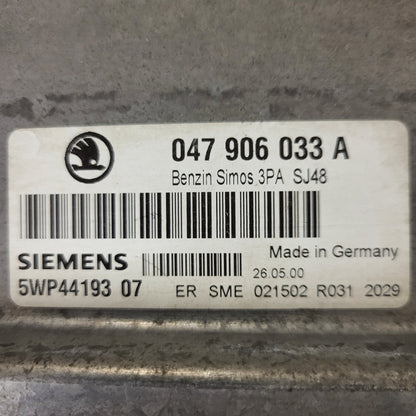 047 906 033 A
Benzin Simos 3PA SJ48
Made in Germany
SIEMENS
26.05.00
5WP44193 07 ER SME 021502 R031 2029